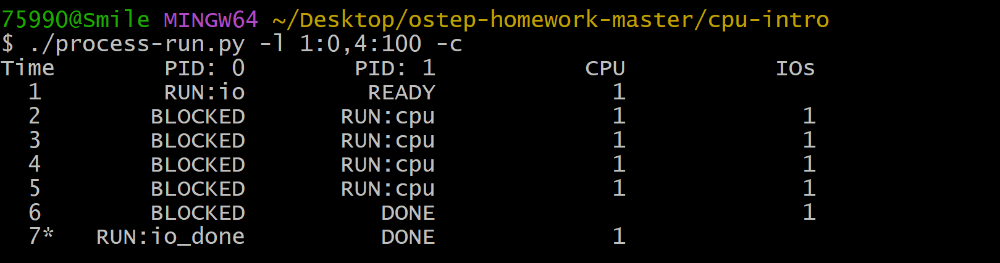 75990@Smile MINGW64 ~/Desktop/ostep-homework-master/cpu-intro
$ ./process-run.py -l 1:0,4:100 -c
Time        PID: 0        PID: 1           CPU           IOs
  1         RUN:io         READY             1
  2        BLOCKED       RUN:cpu             1             1
  3        BLOCKED       RUN:cpu             1             1
  4        BLOCKED       RUN:cpu             1             1
  5        BLOCKED       RUN:cpu             1             1
  6        BLOCKED          DONE                           1
  7*   RUN:io_done          DONE             1